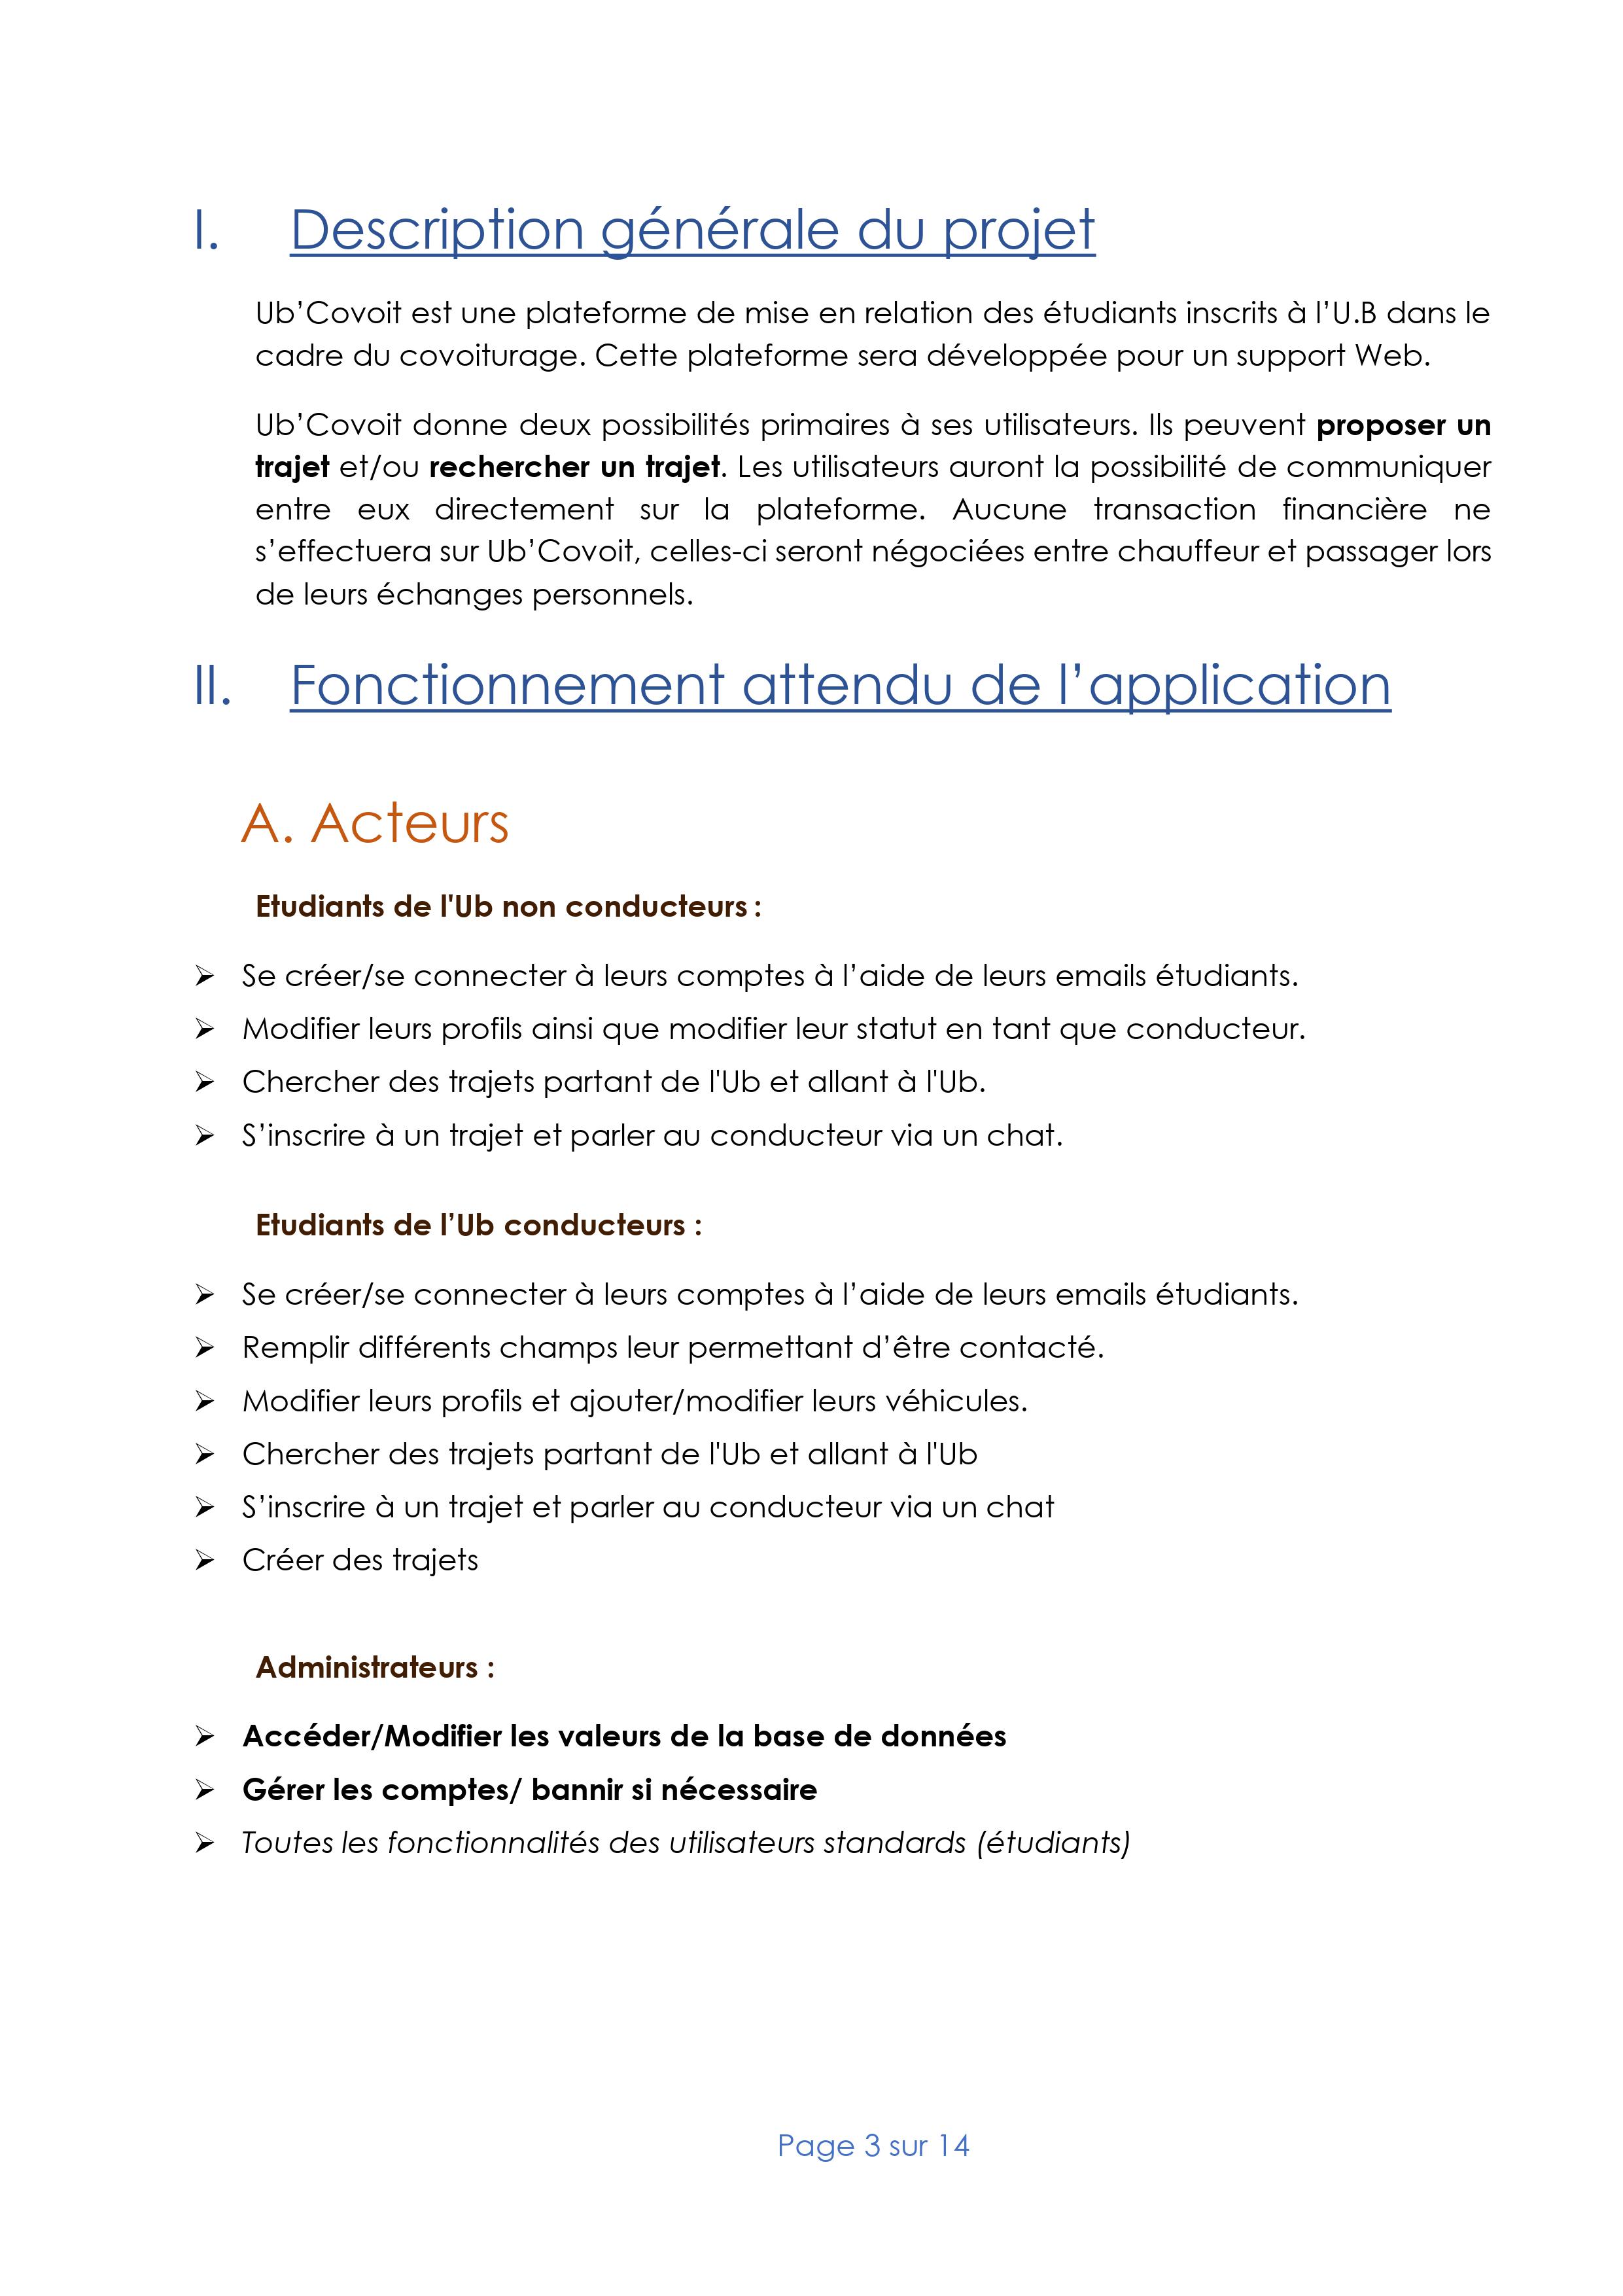 I. Description générale du projet
Ub’Covoit est une plateforme de mise en relation des étudiants inscrits à l’U.B dans le
cadre du covoiturage. Cette plateforme sera développée pour un support Web.
Ub’Covoit donne deux possibilités primaires à ses utilisateurs. Ils peuvent proposer un
trajet et/ou rechercher un trajet. Les utilisateurs auront la possibilité de communiquer
entre eux directement sur la plateforme. Aucune transaction financière ne
s’effectuera sur Ub’Covoit, celles-ci seront négociées entre chauffeur et passager lors
de leurs échanges personnels.
II. Fonctionnement attendu de l’application
A. Acteurs
Etudiants de l'Ub non conducteurs :
➢ Se créer/se connecter à leurs comptes à l’aide de leurs emails étudiants.
➢ Modifier leurs profils ainsi que modifier leur statut en tant que conducteur.
➢ Chercher des trajets partant de l'Ub et allant à l'Ub.
➢ S’inscrire à un trajet et parler au conducteur via un chat.
Etudiants de l’Ub conducteurs :
➢ Se créer/se connecter à leurs comptes à l’aide de leurs emails étudiants.
➢ Remplir différents champs leur permettant d’être contacté.
➢ Modifier leurs profils et ajouter/modifier leurs véhicules.
➢ Chercher des trajets partant de l'Ub et allant à l'Ub
➢ S’inscrire à un trajet et parler au conducteur via un chat
➢ Créer des trajets
Administrateurs :
➢ Accéder/Modifier les valeurs de la base de données
➢ Gérer les comptes/ bannir si nécessaire
➢ Toutes les fonctionnalités des utilisateurs standards (étudiants)
Page 3 sur 14